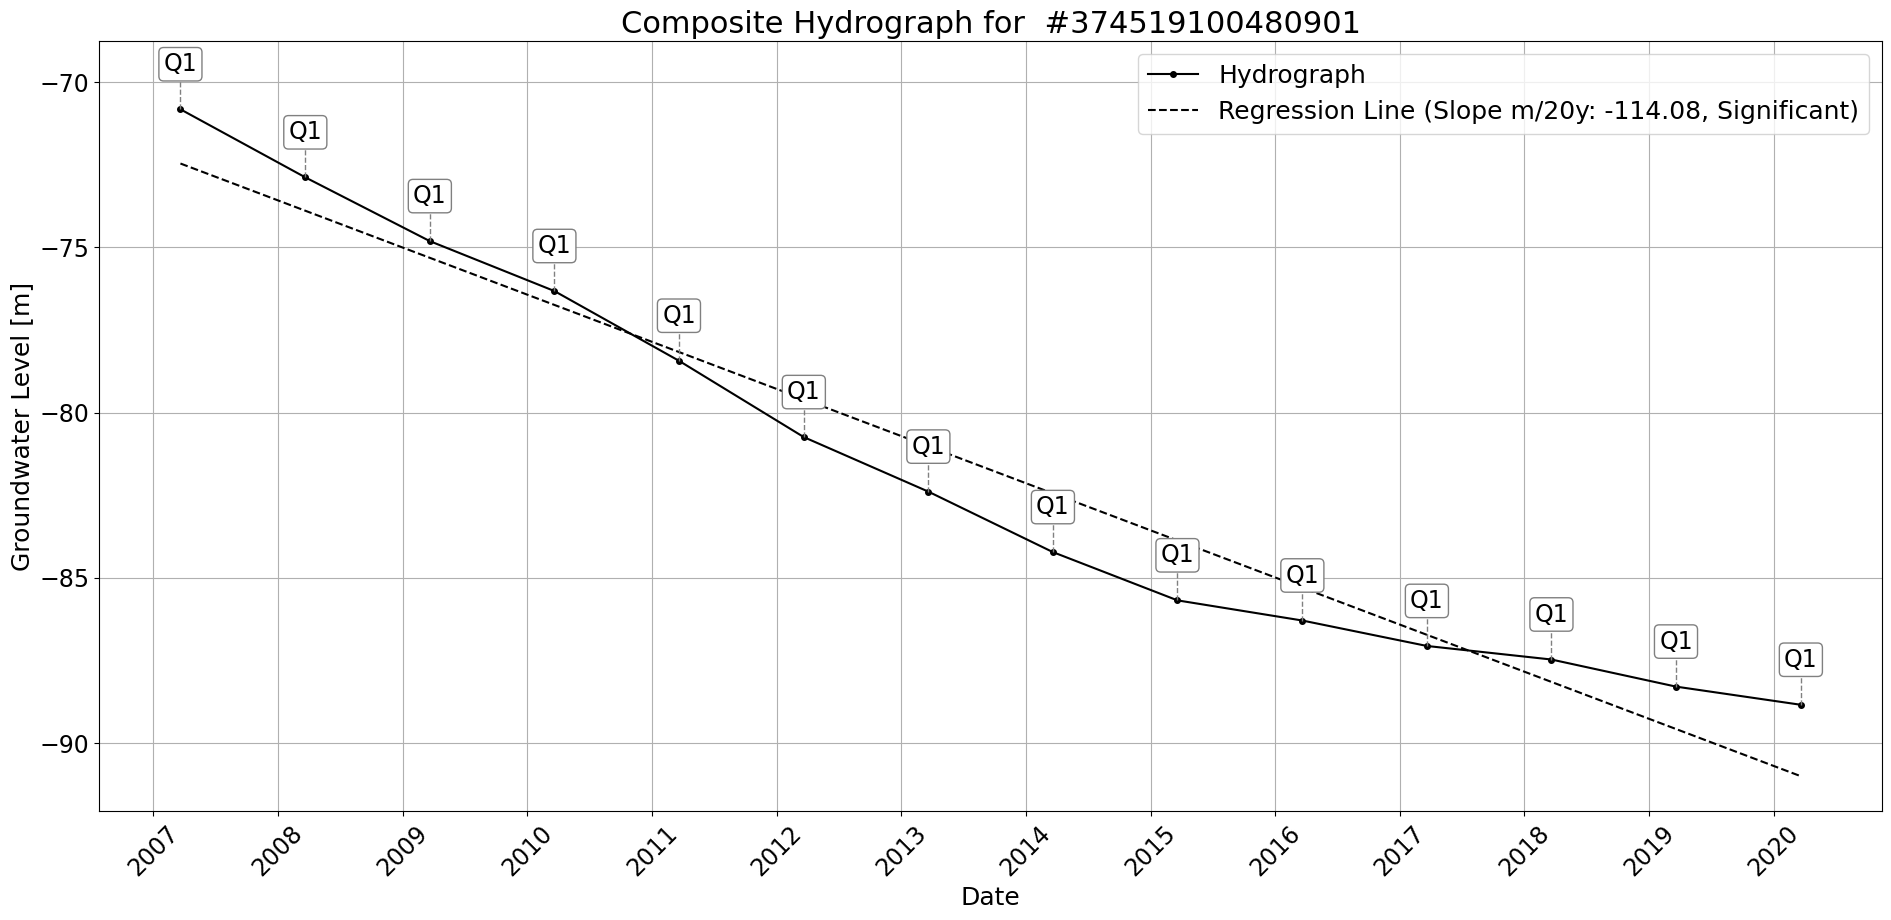 Composite Hydrograph for  #374519100480901
Hydrograph
Regression Line (Slope m/20y: -114.08, Significant)
Groundwater Level [m]
−70
−75
−80
−85
−90
Q1
Q1
Q1
Q1
Q1
Q1
Q1
Q1
Q1
Q1
Q1
Q1
Q1
Q1
2007
2008
2009
2010
2011
2012
2013
2014
2015
2016
2017
2018
2019
2020
Date